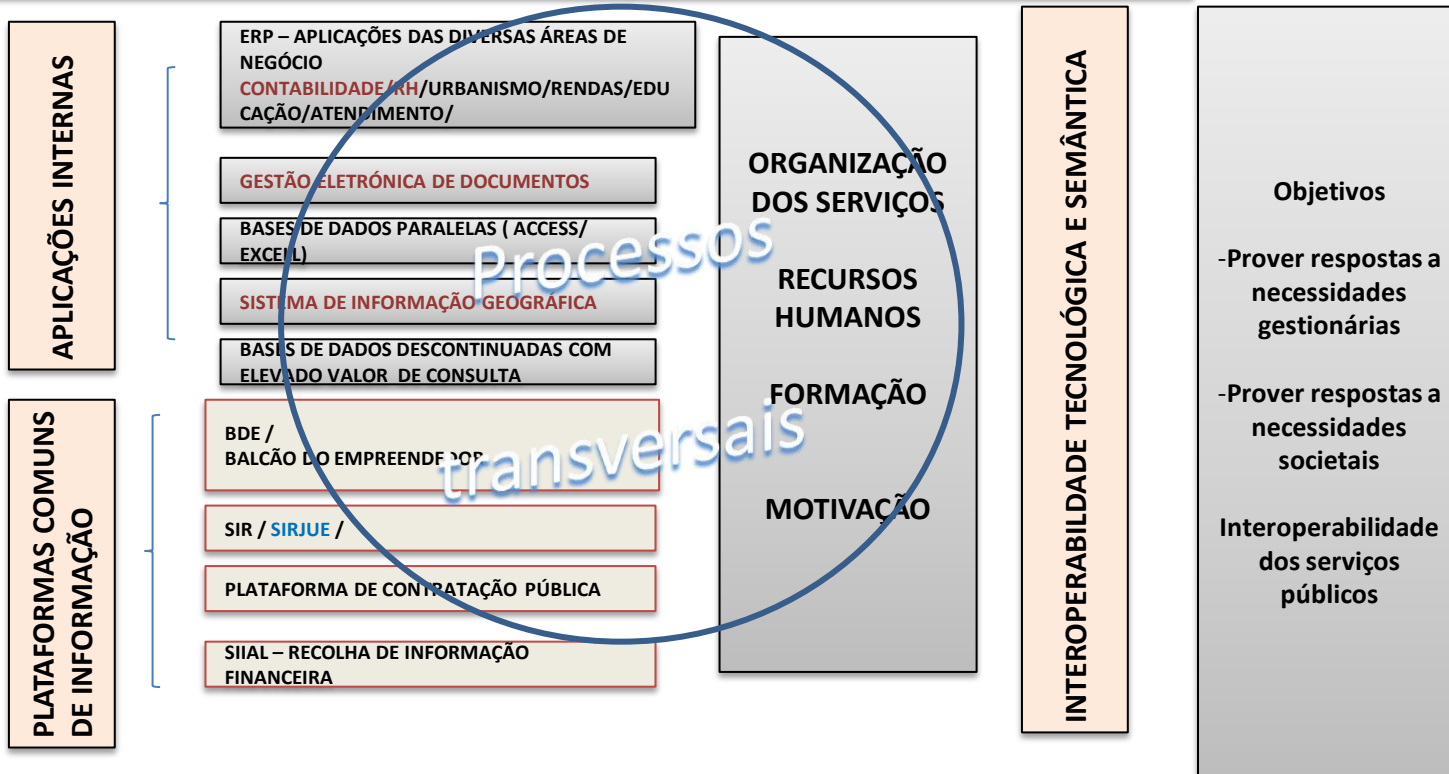 APLICAÇÕES INTERNAS
ERP – APLICAÇÕES DAS DIVERSAS ÁREAS DE
NEGÓCIO
CONTABILIDADE/RH/URBANISMO/RENDAS/EDU
CAÇÃO/ATENDIMENTO/
GESTÃO ELETRÓNICA DE DOCUMENTOS
BASES DE DADOS PARALELAS ( ACCESS/
EXCELL)
SISTEMA DE INFORMAÇÃO GEOGRÁFICA
BASES DE DADOS DESCONTINUADAS COM
ELEVADO VALOR DE CONSULTA
PLATAFORMAS COMUNS
DE INFORMAÇÃO
BDE /
BALCÃO DO EMPREENDEDOR
SIR / SIRJUE /
PLATAFORMA DE CONTRATAÇÃO PÚBLICA
SIIAL – RECOLHA DE INFORMAÇÃO
FINANCEIRA
Processos
transversais
ORGANIZAÇÃO
DOS SERVIÇOS
RECURSOS
HUMANOS
FORMAÇÃO
MOTIVAÇÃO
INTEROPERABILDADE TECNOLÓGICA E SEMÂNTICA
Objetivos
-Prover respostas a
necessidades
gestionárias
-Prover respostas a
necessidades
societais
Interoperabilidade
dos serviços
públicos